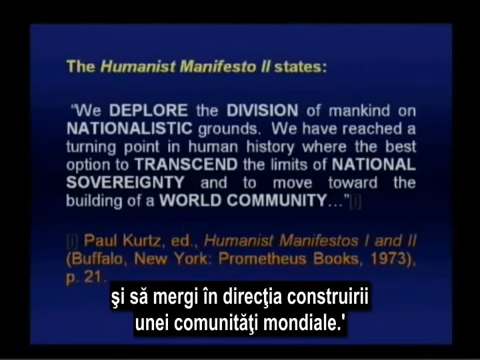 The Humanist Manifesto II states:
"We DEPLORE the DIVISION of mankind on
NATIONALISTIC grounds. We have reached a
turning point in human history where the best
option to TRANSCEND the limits of NATIONAL
SOVEREIGNTY and to move toward the
building of a WORLD COMMUNITY…"[i]
[i] Paul Kurtz, ed., Humanist Manifestos I and II
(Buffalo, New York: Prometheus Books, 1973),
p. 21.
şi să mergi în direcţia construirii
unei comunităţi mondiale.'